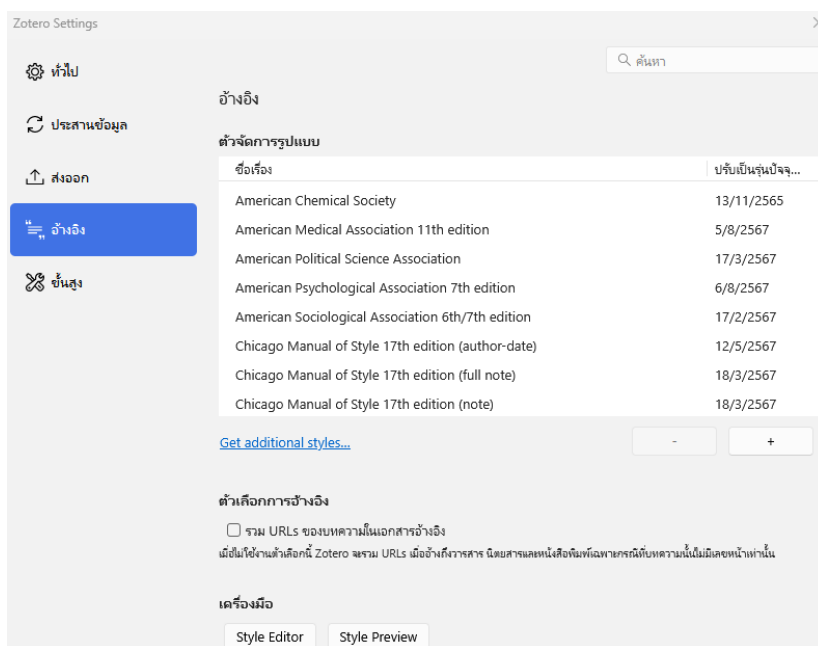 Zotero Settings
ค้นหา
ทั่วไป
ประสานข้อมูล
ส่งออก
อ้างอิง
ขั้นสูง
อ้างอิง
ตัวจัดการรูปแบบ
ชื่อเรื่อง ปรับเป็นรุ่นปัจจุ...
American Chemical Society 13/11/2565
American Medical Association 11th edition 5/8/2567
American Political Science Association 17/3/2567
American Psychological Association 7th edition 6/8/2567
American Sociological Association 6th/7th edition 17/2/2567
Chicago Manual of Style 17th edition (author-date) 12/5/2567
Chicago Manual of Style 17th edition (full note) 18/3/2567
Chicago Manual of Style 17th edition (note) 18/3/2567
Get additional styles... - +
ตัวเลือกการอ้างอิง
รวม URLs ของบทความในเอกสารอ้างอิง
เมื่อไม่ใช้งานตัวเลือกนี้ Zotero จะรวม URLs เมื่ออ้างถึงวารสาร นิตยสารและหนังสือพิมพ์เฉพาะกรณีที่บทความนั้นไม่มีเลขหน้าเท่านั้น
เครื่องมือ
Style Editor Style Preview